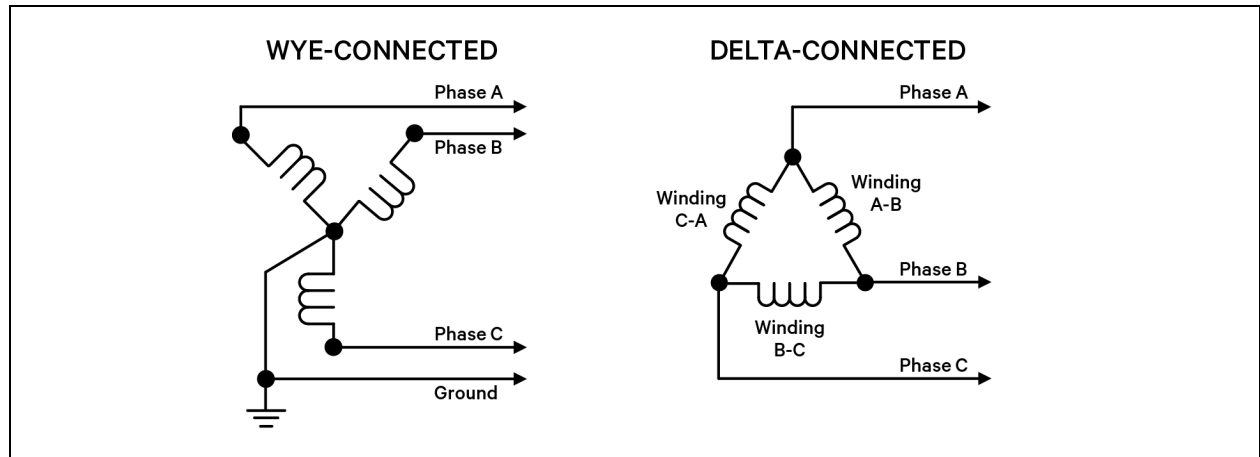 WYE-CONNECTED
Phase A
Phase B
Phase C
Ground
DELTA-CONNECTED
Phase A
Winding
C-A
Winding
A-B
Phase B
Winding
B-C
Phase C